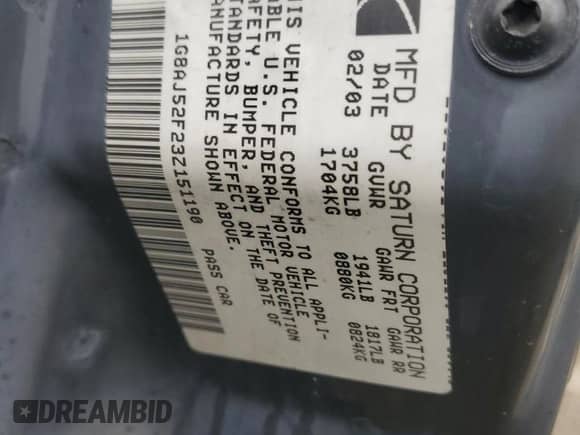 MFD BY SATURN CORPORATION
DATE GVWR GAWR FRT GAWR RR
02/03 3758LB 1941LB 1817LB
1704KG 0880KG 0824KG
THIS VEHICLE CONFORMS TO ALL APPLI-
ABLE U.S. FEDERAL MOTOR VEHICLE
SAFETY, BUMPER, AND THEFT PREVENTION
STANDARDS IN EFFECT ON THE DATE OF
MANUFACTURE SHOWN ABOVE.
1G8AJ52F23Z151190 PASS CAR
DREAMBID